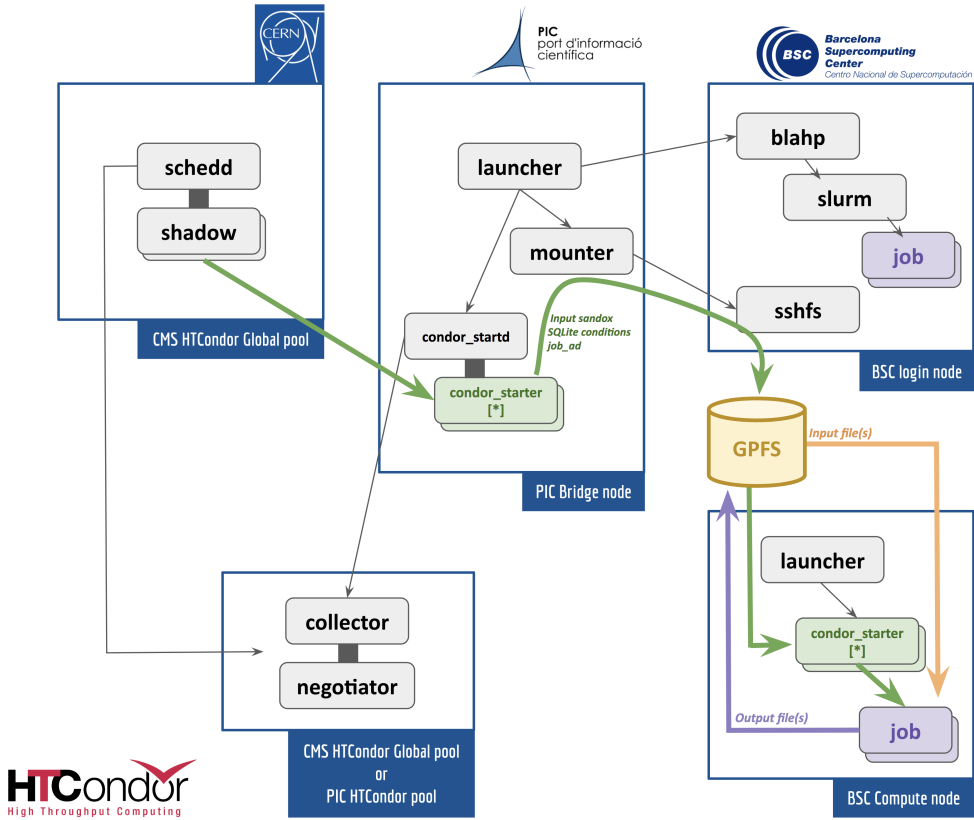 CERN
PIC
port d'informació
científica
BSC
Barcelona
Supercomputing
Center
Centro Nacional de Supercomputación
schedd
shadow
CMS HTCondor Global pool
launcher
mounter
condor_startd
Input sandox
SQLite conditions
job_ad
condor_starter
[*]
PIC Bridge node
blahp
slurm
job
sshfs
BSC login node
GPFS
Input file(s)
launcher
condor_starter
[*]
Output file(s)
job
BSC Compute node
collector
negotiator
CMS HTCondor Global pool
or
PIC HTCondor pool
HTCondor
High Throughput Computing